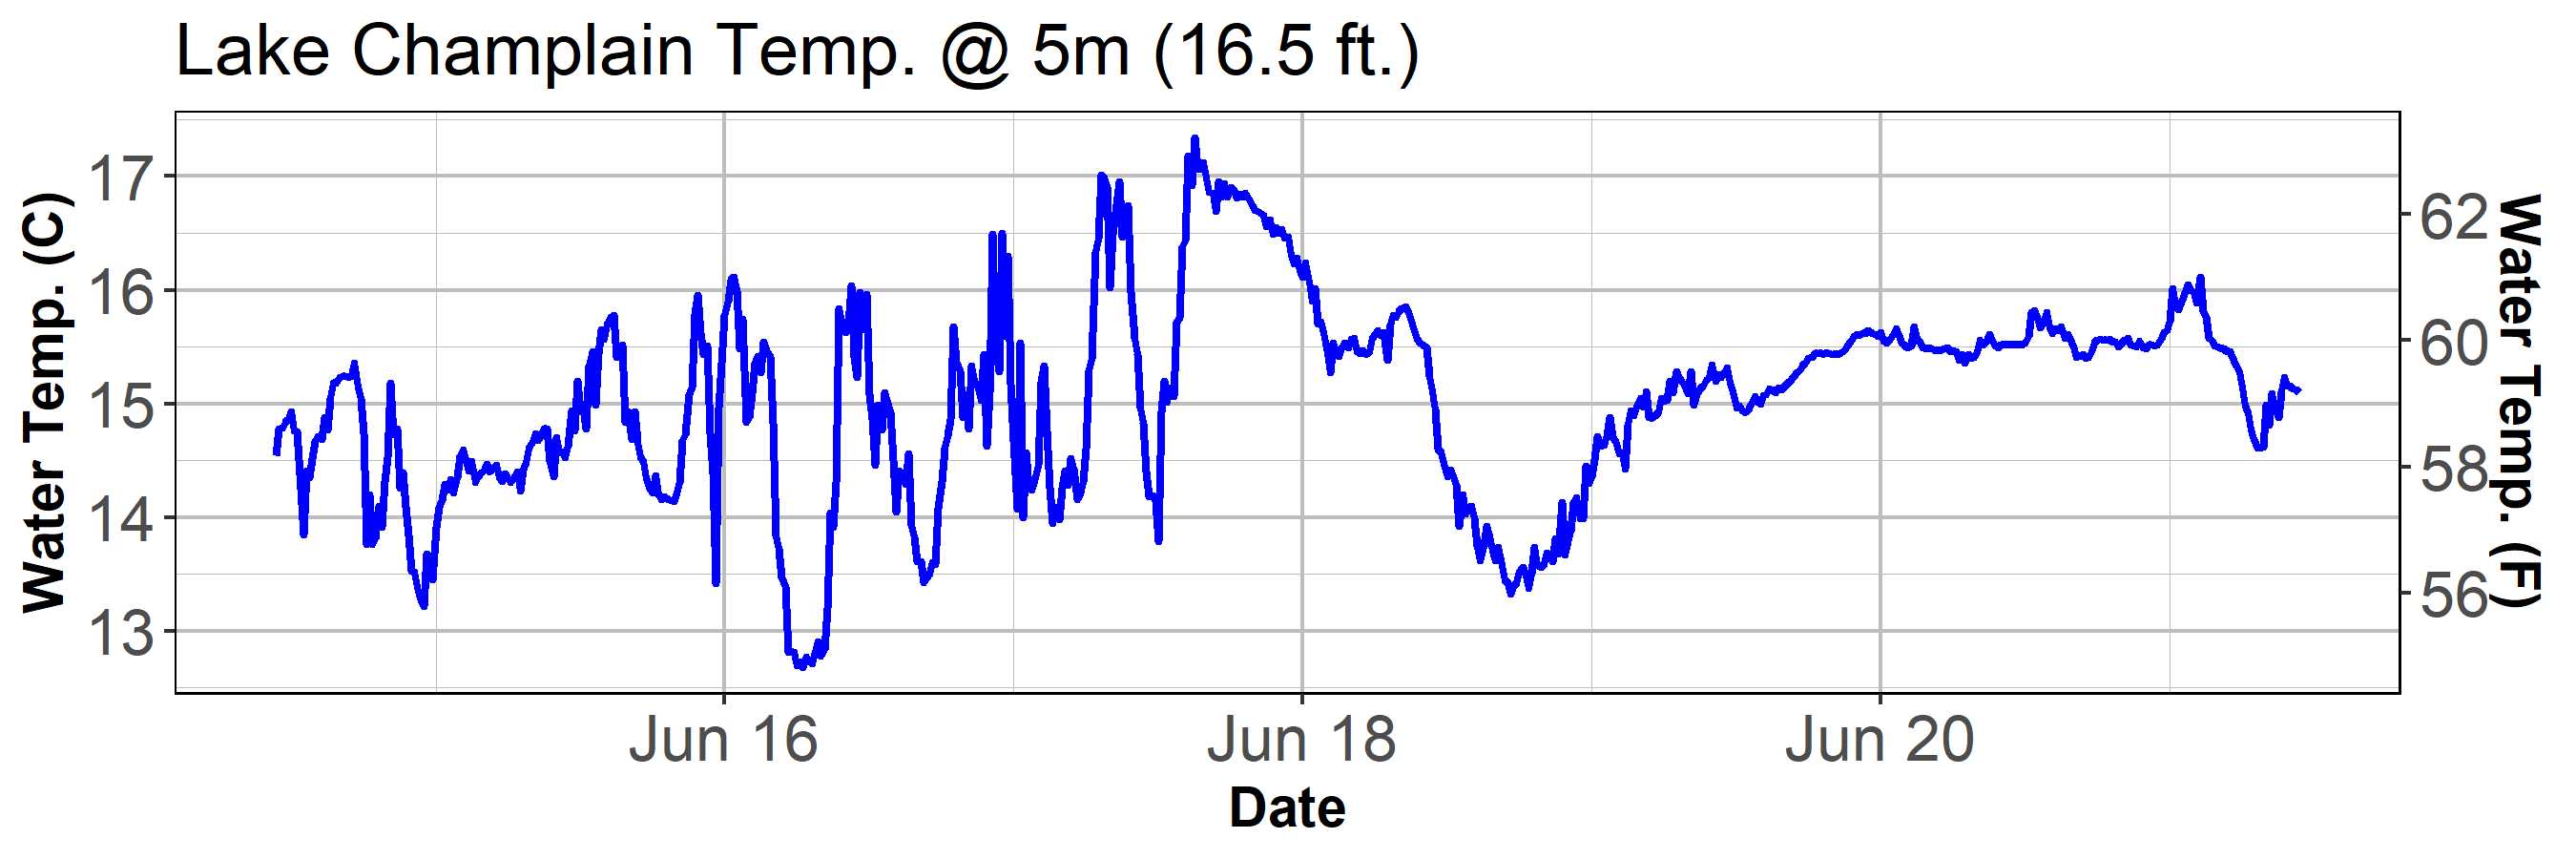 Lake Champlain Temp. @ 5m (16.5 ft.)
Water Temp. (C)
17
16
15
14
13
62
60
58
56
Water Temp. (F)
Jun 16
Jun 18
Jun 20
Date